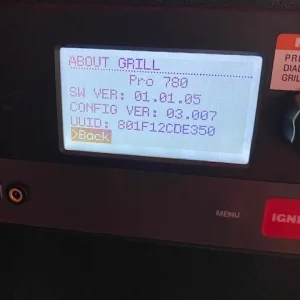 ABOUT GRILL
Pro 780
SW VER: 01.01.05
CONFIG VER: 03.007
UUID: 801F12CDE350
>Back
MENU